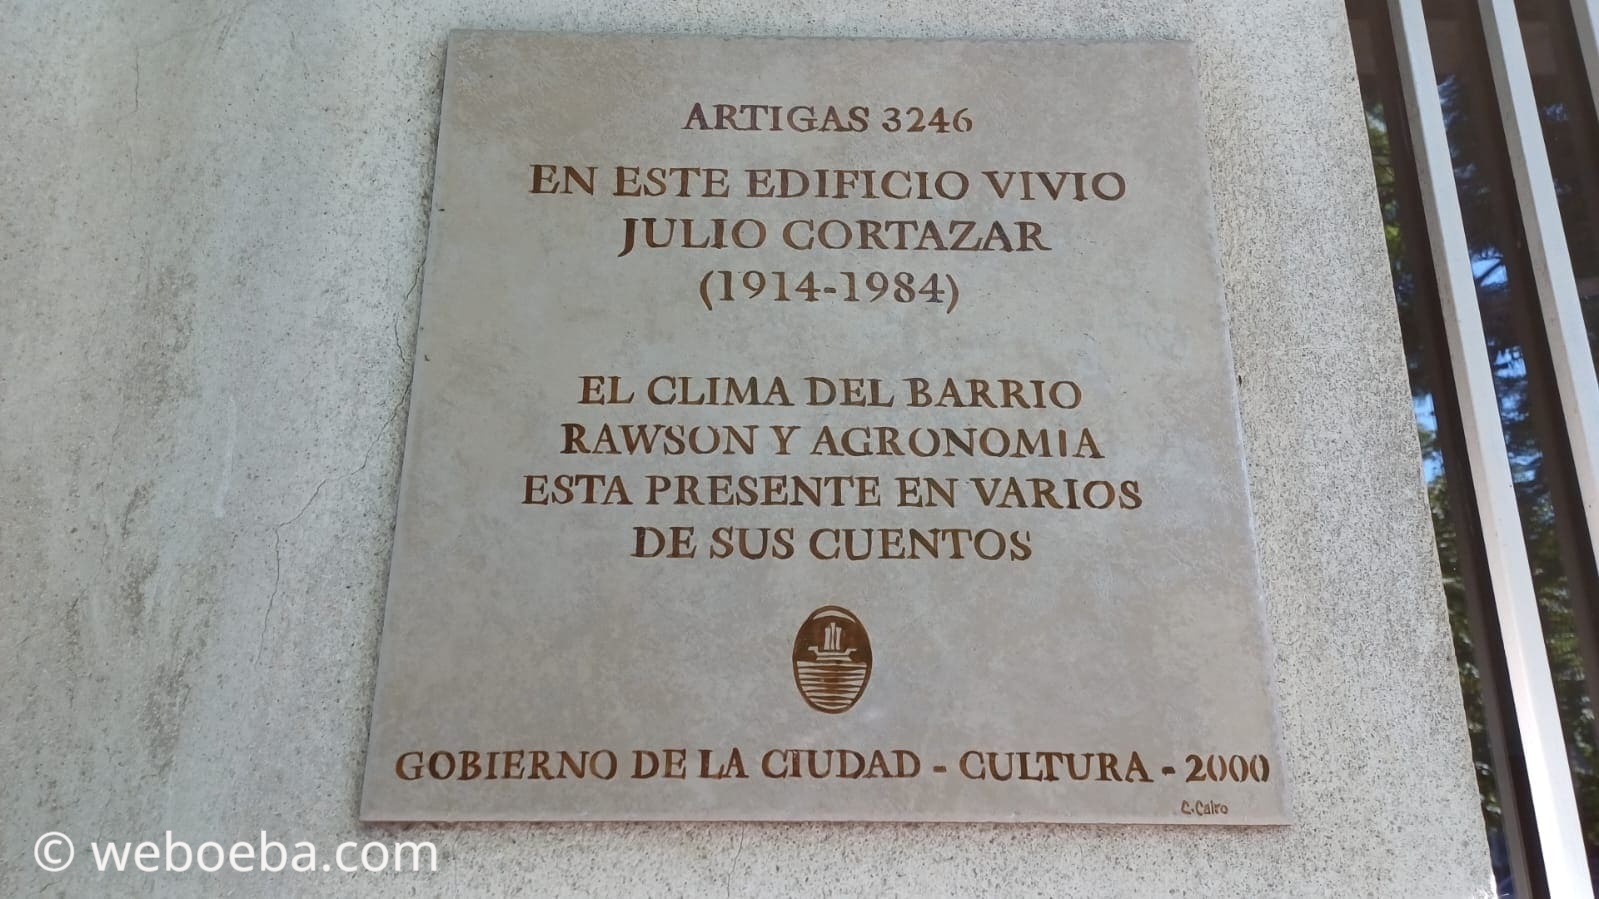 ARTIGAS 3246
EN ESTE EDIFICIO VIVIO
JULIO CORTAZAR
(1914-1984)
EL CLIMA DEL BARRIO
RAWSON Y AGRONOMIA
ESTA PRESENTE EN VARIOS
DE SUS CUENTOS
GOBIERNO DE LA CIUDAD - CULTURA - 2000
C. Cairo
© weboeba.com